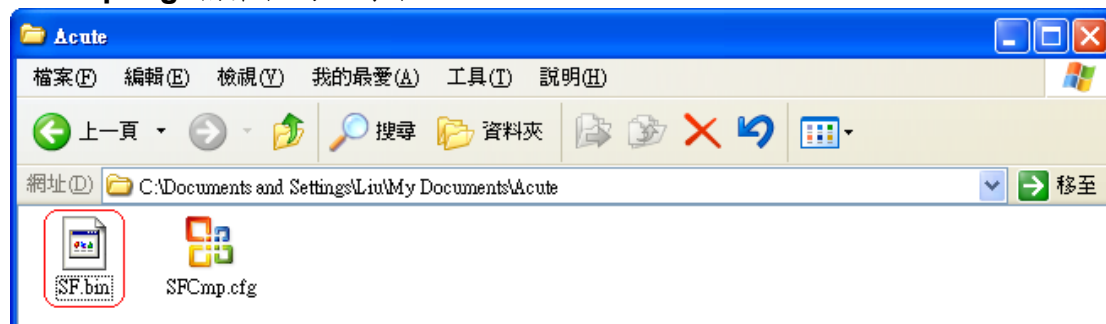 Acute
檔案(F) 編輯(E) 檢視(V) 我的最愛(A) 工具(T) 說明(H)
上一頁 搜尋 資料夾
網址(D) C:\Documents and Settings\Liu\My Documents\Acute 移至
SF.bin SFCmp.cfg